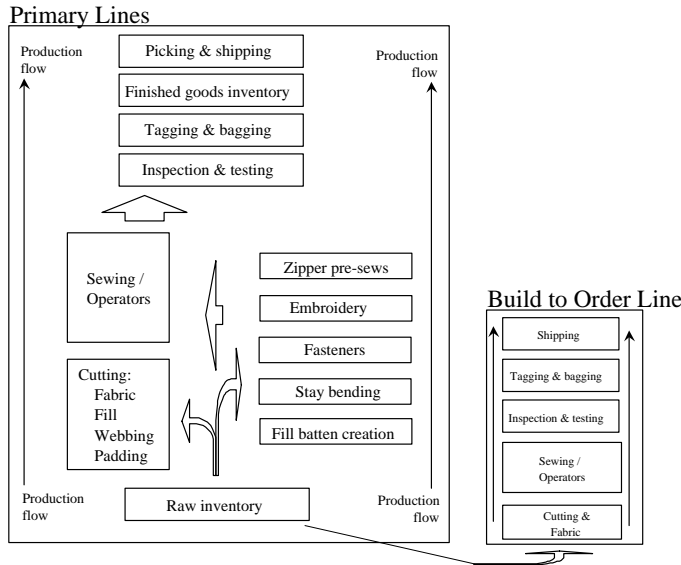 Primary Lines
Production
flow
Picking & shipping
Production
flow
Finished goods inventory
Tagging & bagging
Inspection & testing
Sewing /
Operators
Zipper pre-sews
Embroidery
Fasteners
Stay bending
Fill batten creation
Cutting:
Fabric
Fill
Webbing
Padding
Production
flow
Raw inventory
Production
flow
Build to Order Line
Shipping
Tagging & bagging
Inspection & testing
Sewing /
Operators
Cutting &
Fabric